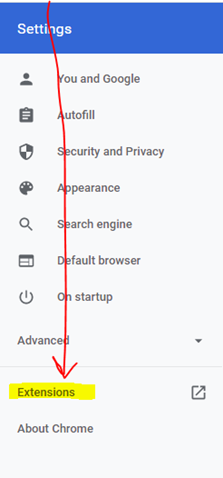 Settings
You and Google
Autofill
Security and Privacy
Appearance
Search engine
Default browser
On startup
Advanced
Extensions
About Chrome